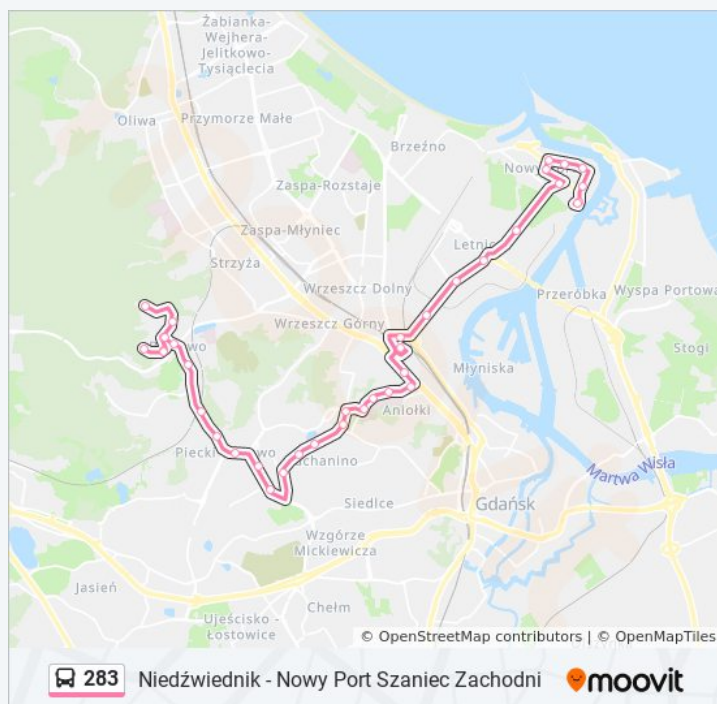 Żabianka-
Wejhera-
Jelitkowo-
Tysiąclecia
Oliwa
Przymorze Małe
Brzeźno
Zaspa-Rozstaje
Zaspa-Młyniec
Strzyża
Letni
Wrzeszcz Dolny
Przeróbka
Wyspa Portowa
Wrzeszcz Górny
Stogi
Młyniska
Aniołki
Martwa Wisła
Siedlce
Gdańsk
Wzgórze
Mickiewicza
Jasień
Chełm
Ujeścisko -
Łostowice
© OpenStreetMap contributors | © OpenMapTiles
283 Niedźwiednik - Nowy Port Szaniec Zachodni moovit